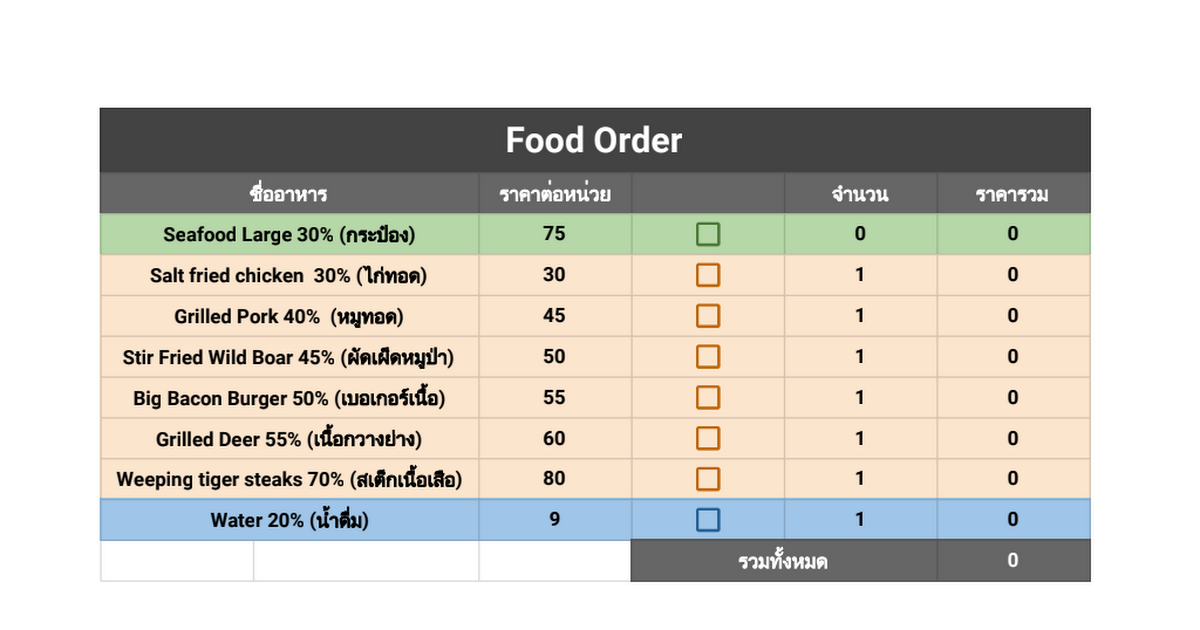 Food Order
ชื่ออาหาร ราคาต่อหน่วย จำนวน ราคารวม
Seafood Large 30% (กระป๋อง) 75 0 0
Salt fried chicken 30% (ไก่ทอด) 30 1 0
Grilled Pork 40% (หมูทอด) 45 1 0
Stir Fried Wild Boar 45% (ผัดเผ็ดหมูป่า) 50 1 0
Big Bacon Burger 50% (เบอเกอร์เนื้อ) 55 1 0
Grilled Deer 55% (เนื้อกวางย่าง) 60 1 0
Weeping tiger steaks 70% (สเต็กเนื้อเสือ) 80 1 0
Water 20% (น้ำดื่ม) 9 1 0
รวมทั้งหมด 0